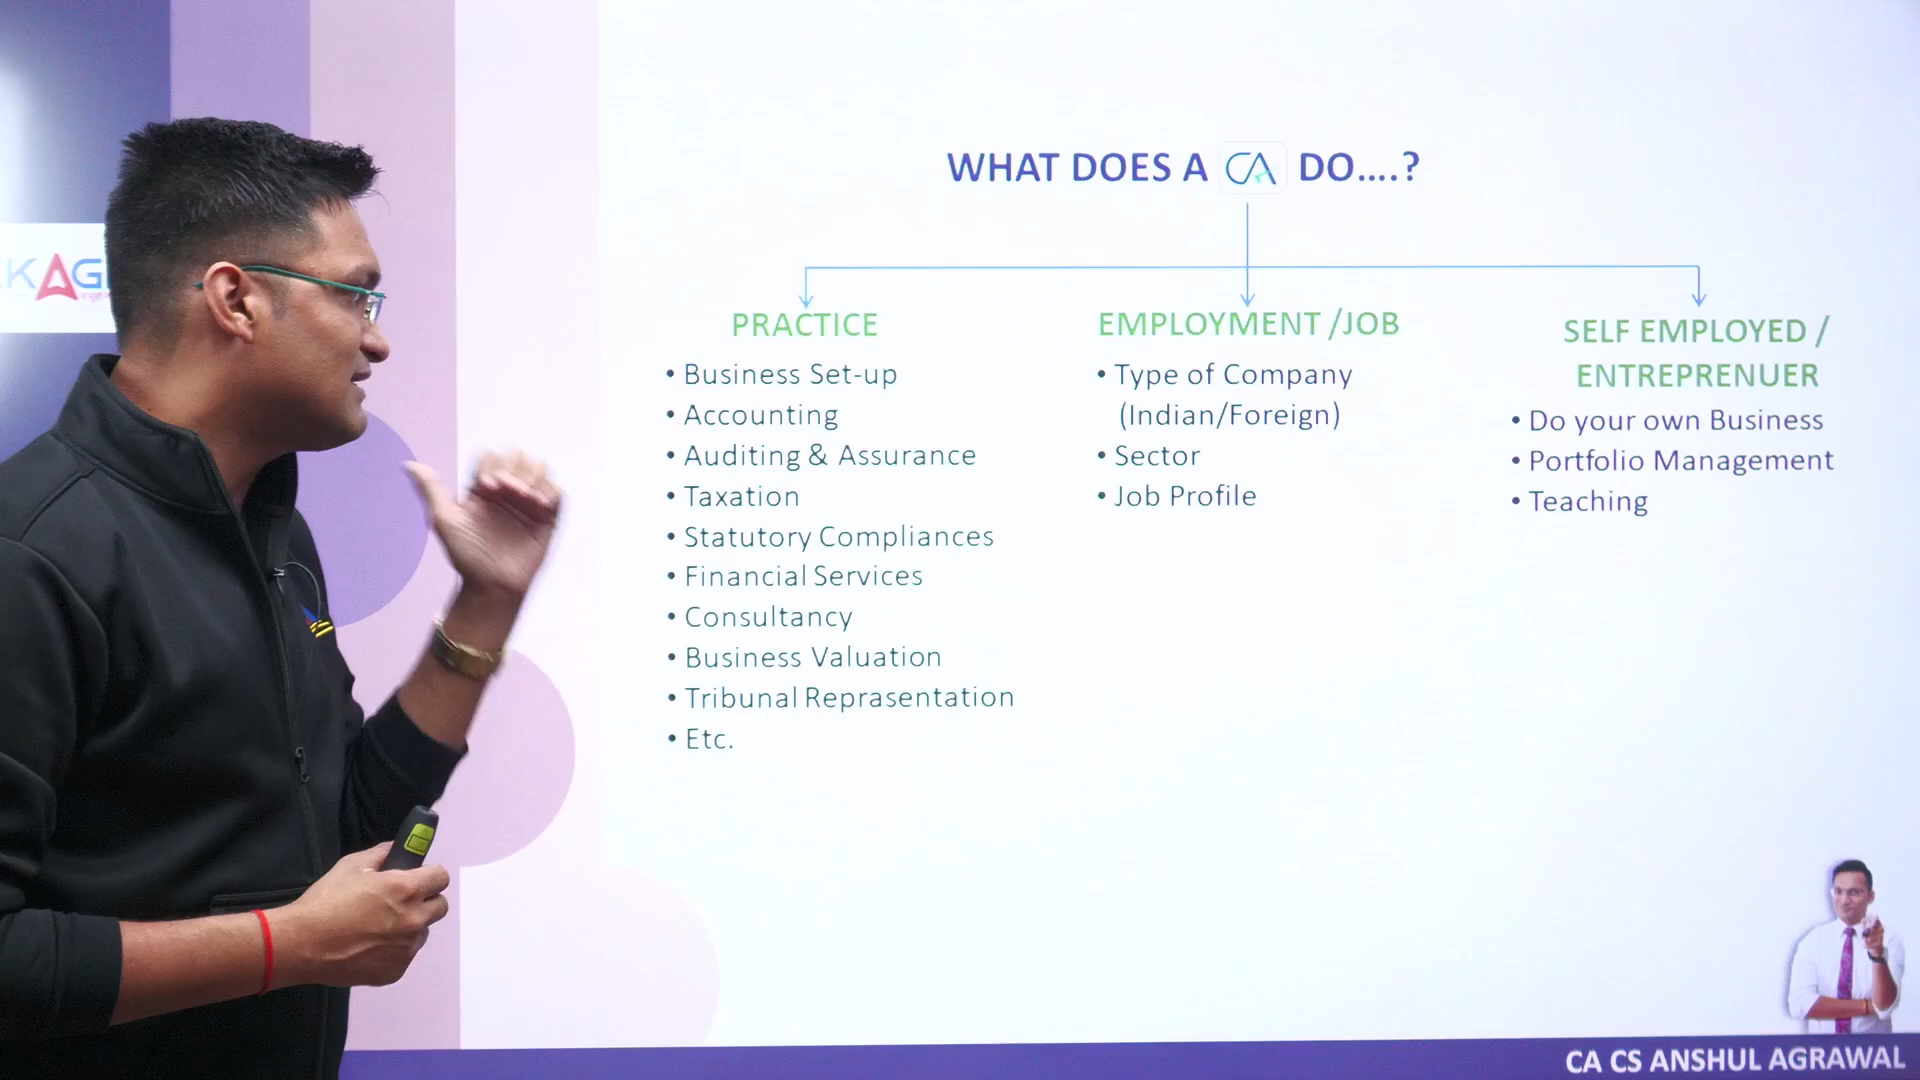 KAG
WHAT DOES A CA DO....?
PRACTICE
• Business Set-up
• Accounting
• Auditing & Assurance
• Taxation
• Statutory Compliances
• Financial Services
• Consultancy
• Business Valuation
• Tribunal Reprasentation
• Etc.
EMPLOYMENT /JOB
• Type of Company
(Indian/Foreign)
• Sector
• Job Profile
SELF EMPLOYED /
ENTREPRENUER
• Do your own Business
• Portfolio Management
• Teaching
CA CS ANSHUL AGRAWAL